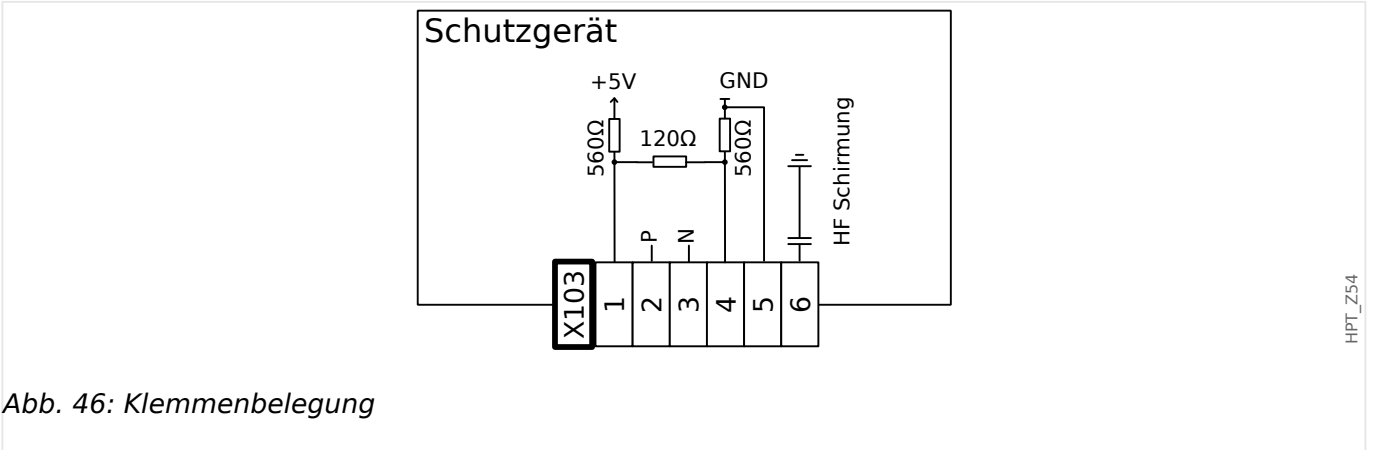 Schutzgerät
+5V
GND
560Ω
120Ω
560Ω
HF Schirmung
P
N
X103
1
2
3
4
5
6
HPT_Z54
Abb. 46: Klemmenbelegung